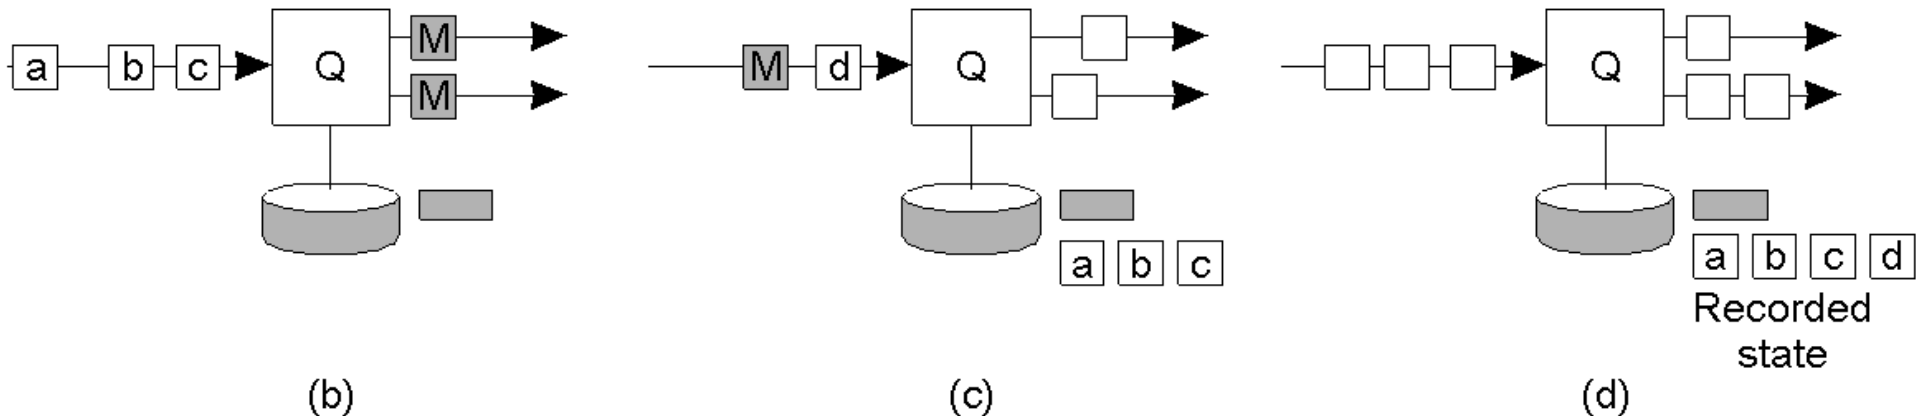 M
a b c Q M
M d Q
Q
a b c
a b c d
Recorded
state
(b) (c) (d)